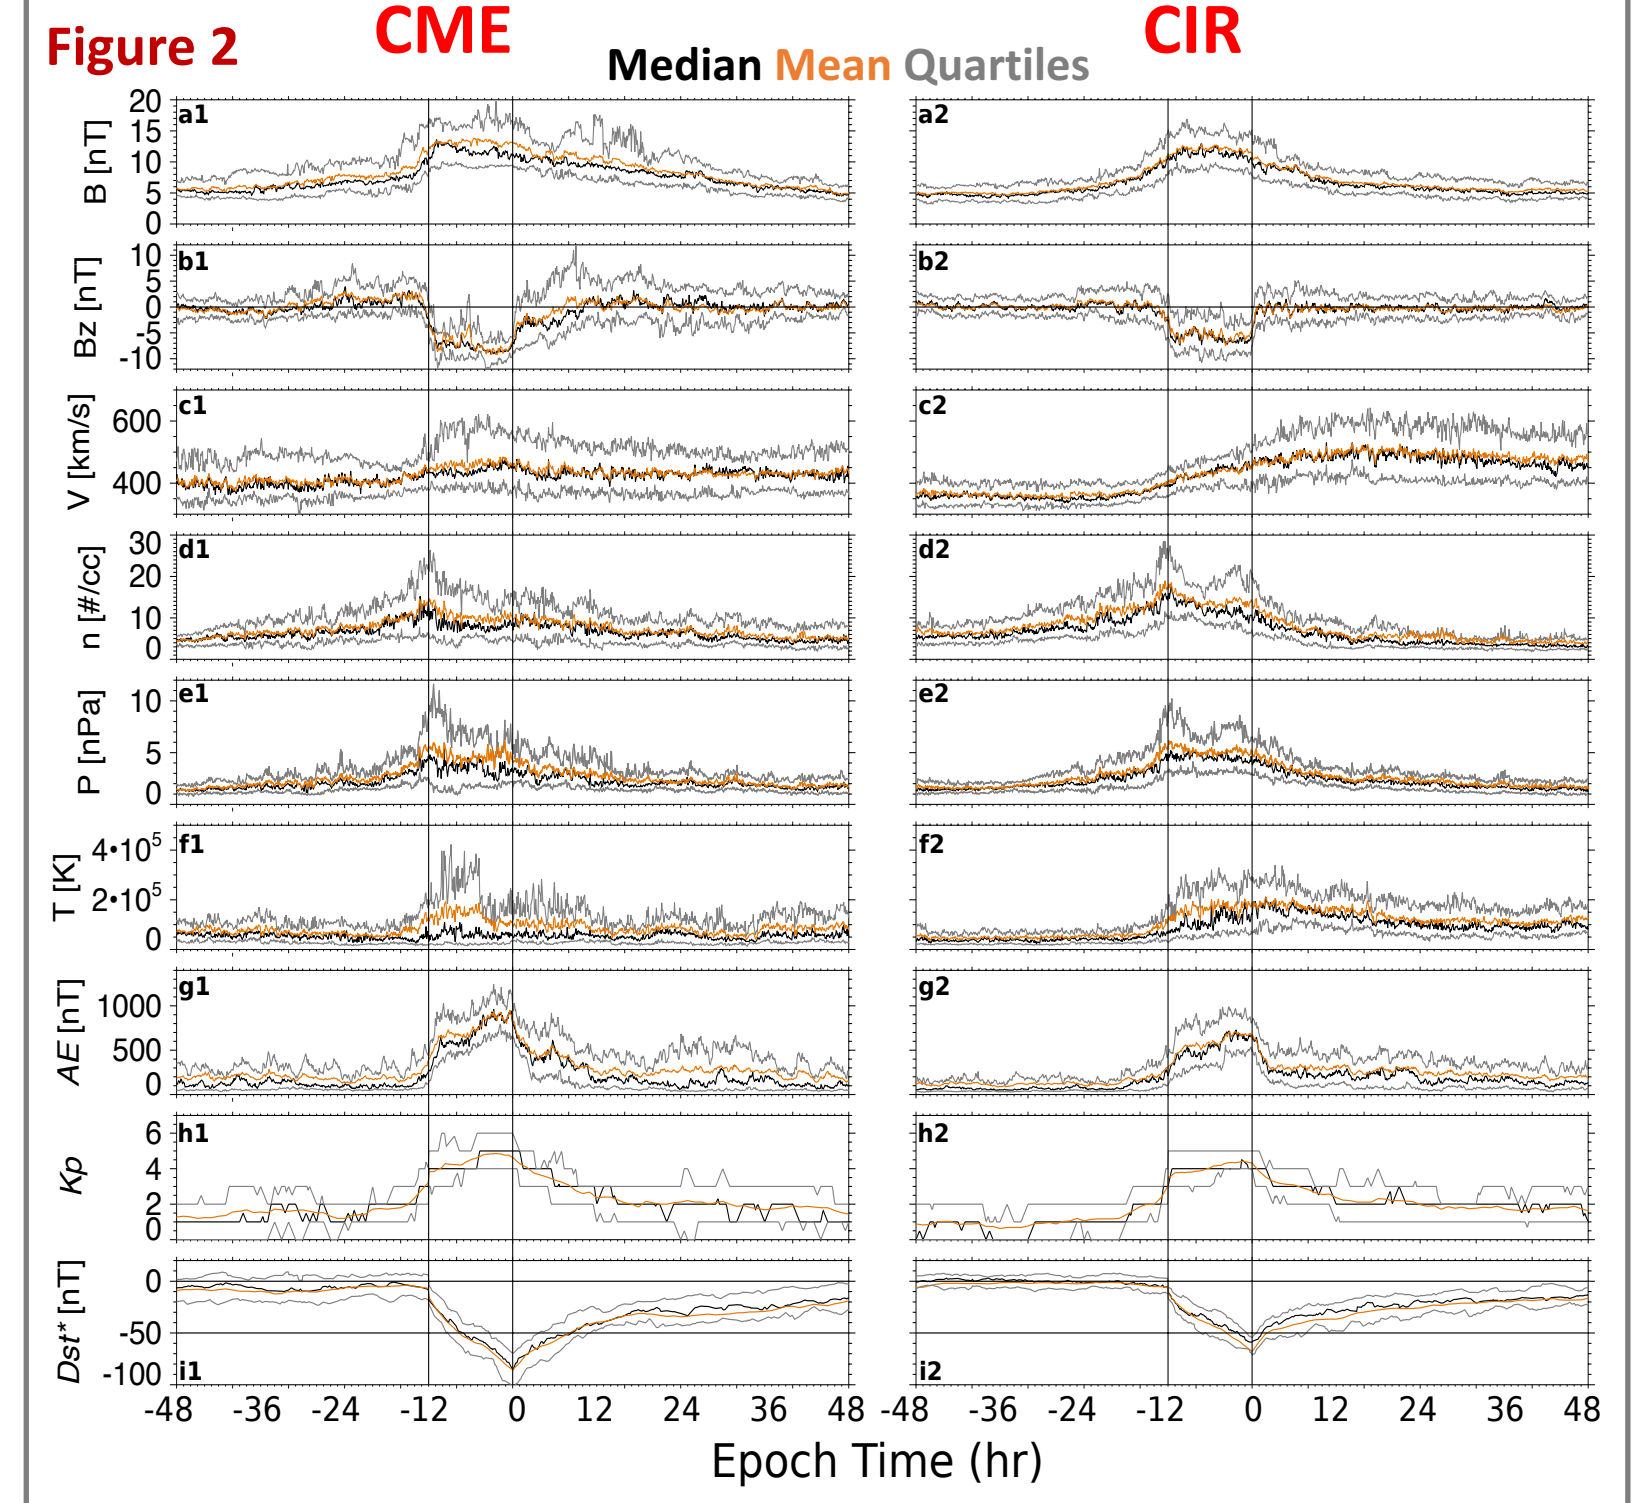 CME CIR
Figure 2
Median Mean Quartiles
B [nT] 20 15 10 5 0 a1 a2
Bz [nT] 10 5 0 -5 -10 b1 b2
V [km/s] 600 400 c1 c2
n [#/cc] 30 20 10 0 d1 d2
P [nPa] 10 5 0 e1 e2
T [K] 4•10⁵ 2•10⁵ 0 f1 f2
AE [nT] 1000 500 0 g1 g2
Kp 6 4 2 0 h1 h2
Dst* [nT] 0 -50 -100 i1 i2
-48 -36 -24 -12 0 12 24 36 48 -48 -36 -24 -12 0 12 24 36 48
Epoch Time (hr)